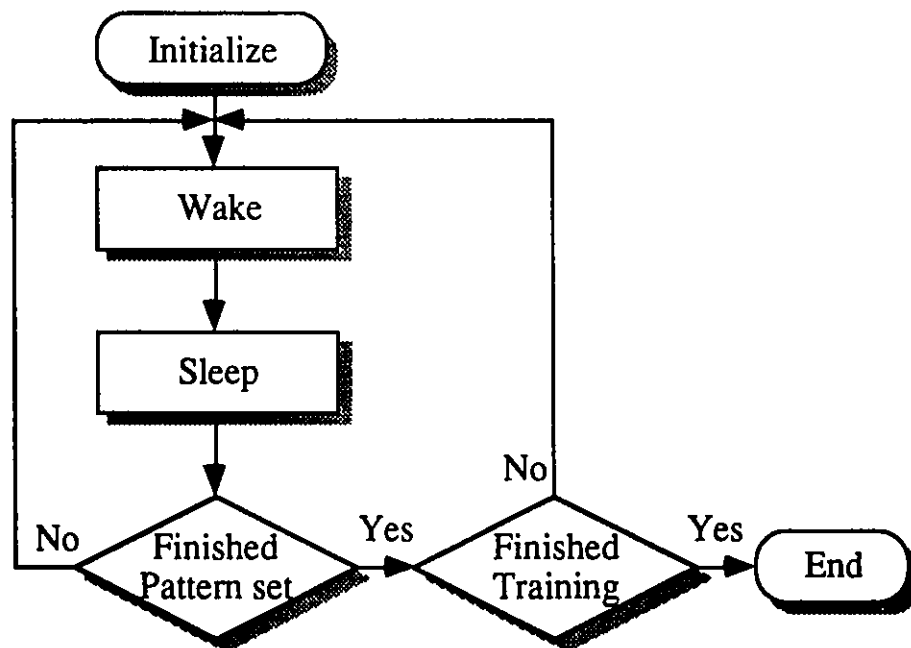 Initialize
Wake
Sleep
No
Finished
Pattern set
Yes
No
Finished
Training
Yes
End